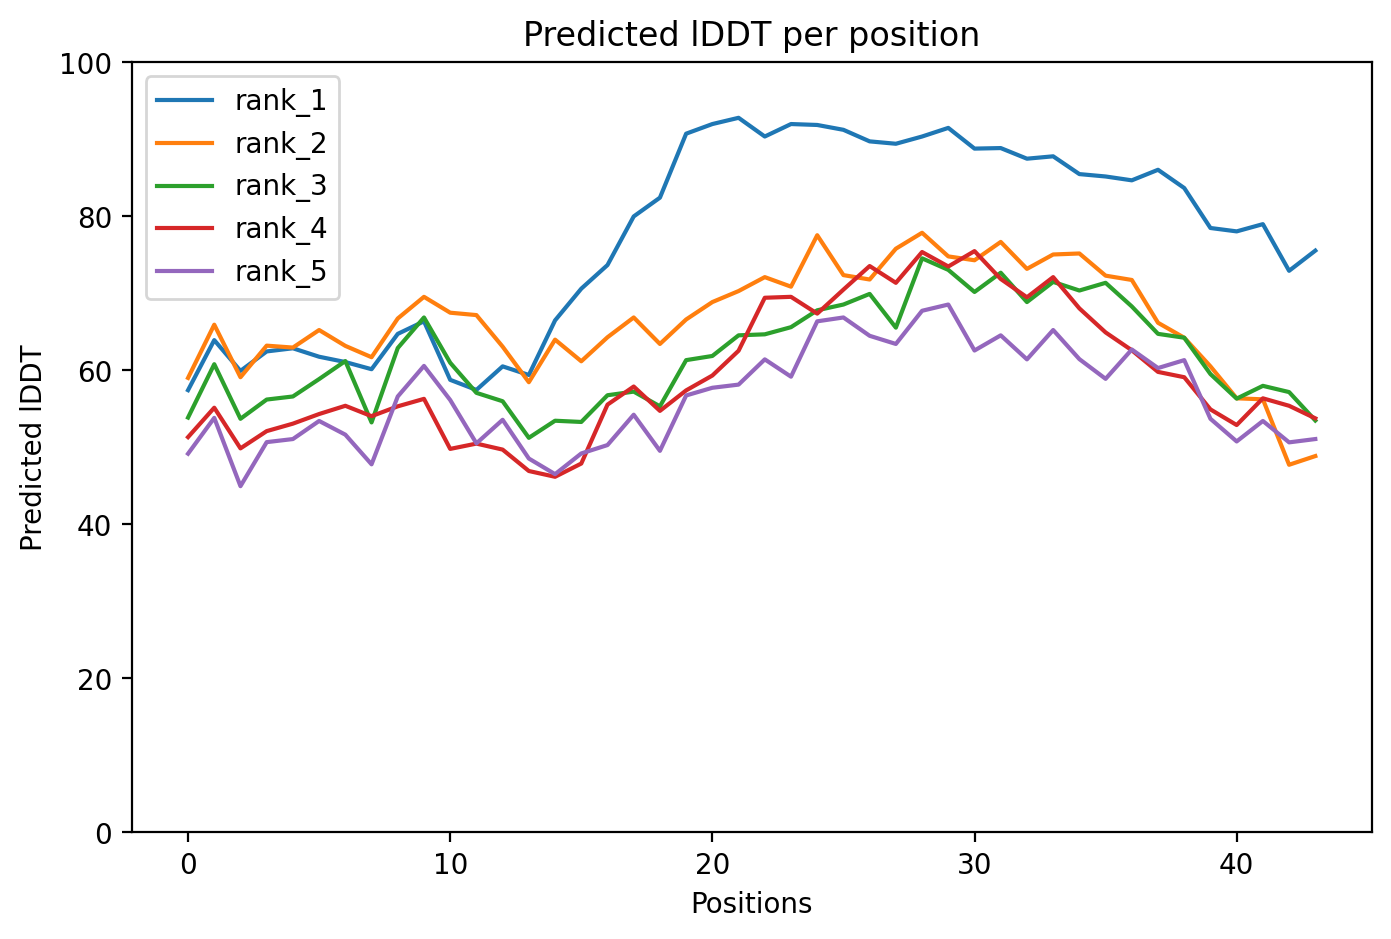 Predicted lDDT per position
100
80
60
40
20
0
Predicted lDDT
rank_1
rank_2
rank_3
rank_4
rank_5
0 10 20 30 40
Positions